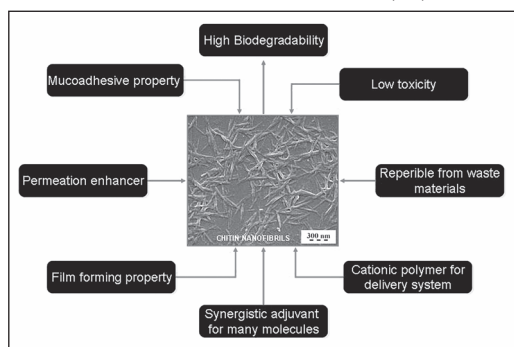 High Biodegradability
Mucoadhesive property
Low toxicity
Permeation enhancer
Reperible from waste
materials
CHITIN NANOFIBRILS
300 nm
Film forming property
Cationic polymer for
delivery system
Synergistic adjuvant
for many molecules